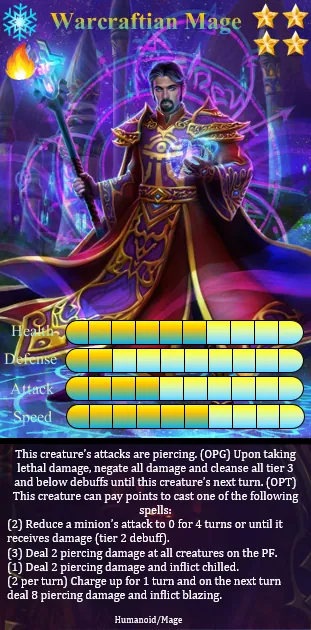 Warcraftian Mage
Health
Defense
Attack
Speed
This creature's attacks are piercing. (OPG) Upon taking
lethal damage, negate all damage and cleanse all tier 3
and below debuffs until this creature's next turn. (OPT)
This creature can pay points to cast one of the following
spells:
(2) Reduce a minion's attack to 0 for 4 turns or until it
receives damage (tier 2 debuff).
(3) Deal 2 piercing damage at all creatures on the PF.
(1) Deal 2 piercing damage and inflict chilled.
(2 per turn) Charge up for 1 turn and on the next turn
deal 8 piercing damage and inflict blazing.
Humanoid/Mage